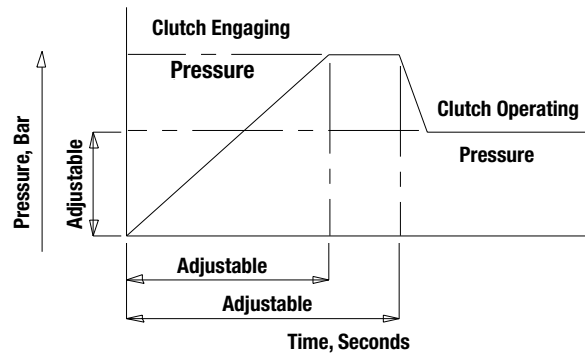 Clutch Engaging
Pressure
Clutch Operating
Pressure
Pressure, Bar
Adjustable
Adjustable
Adjustable
Time, Seconds